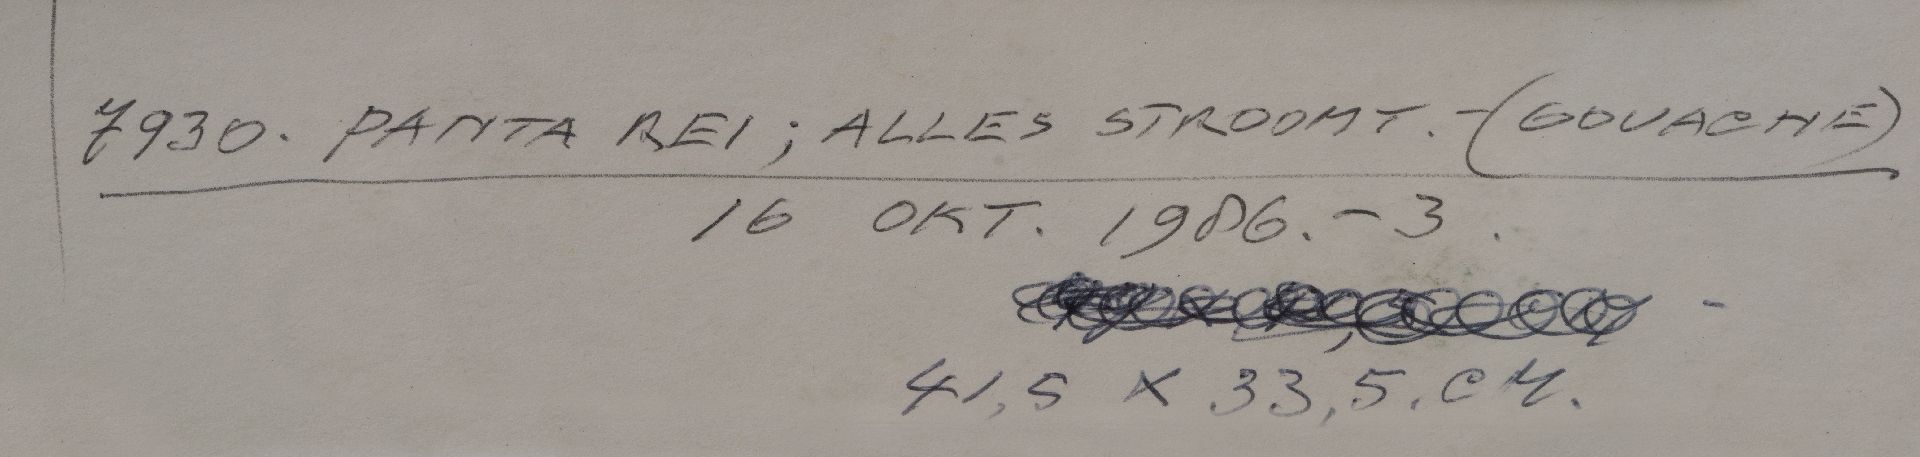 7930. PANTA REI; ALLES STROOMT. -(GOUACHE)
16 OKT. 1986. - 3.
41,5 X 33,5. CM.